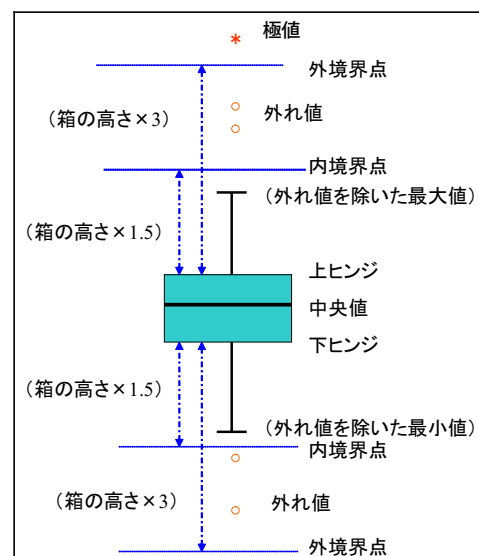 極値
外境界点
(箱の高さ×3)
外れ値
内境界点
(外れ値を除いた最大値)
(箱の高さ×1.5)
上ヒンジ
中央値
下ヒンジ
(箱の高さ×1.5)
(外れ値を除いた最小値)
内境界点
(箱の高さ×3)
外れ値
外境界点